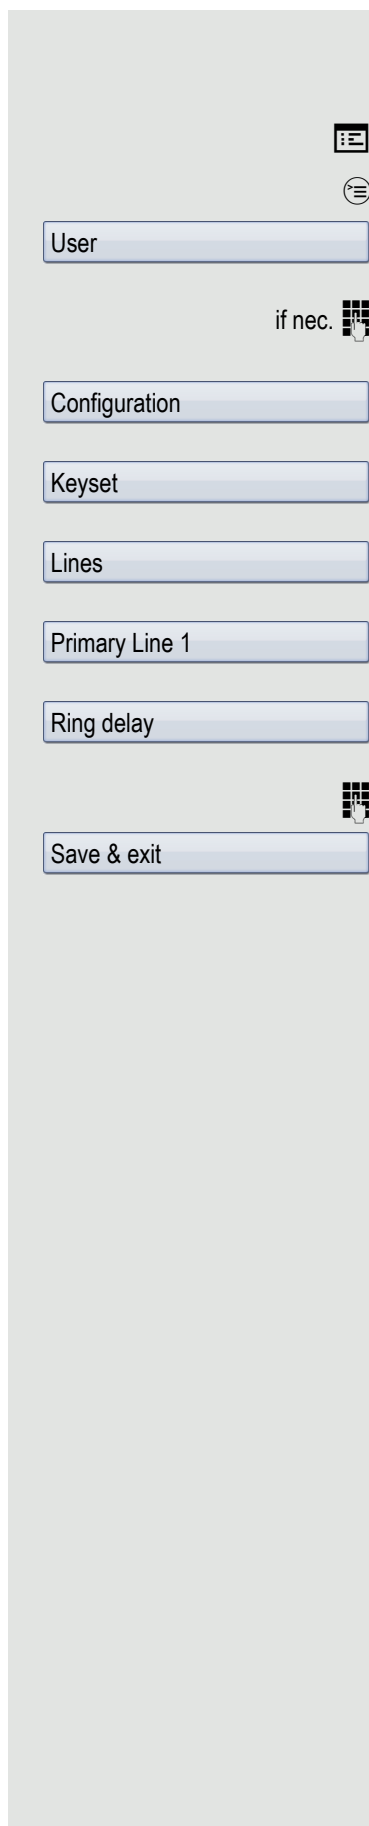 User
if nec.
Configuration
Keyset
Lines
Primary Line 1
Ring delay
Save & exit